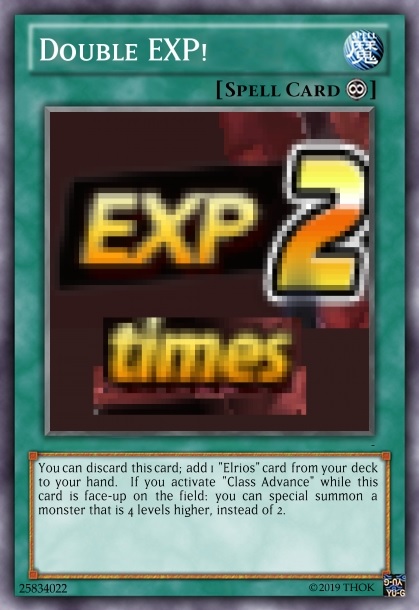 DOUBLE EXP!
魔
[SPELL CARD ]
EXP 2
times
You can discard this card; add 1 "Elrios" card from your deck
to your hand. If you activate "Class Advance" while this
card is face-up on the field: you can special summon a
monster that is 4 levels higher, instead of 2.
25834022
©2019 THOK